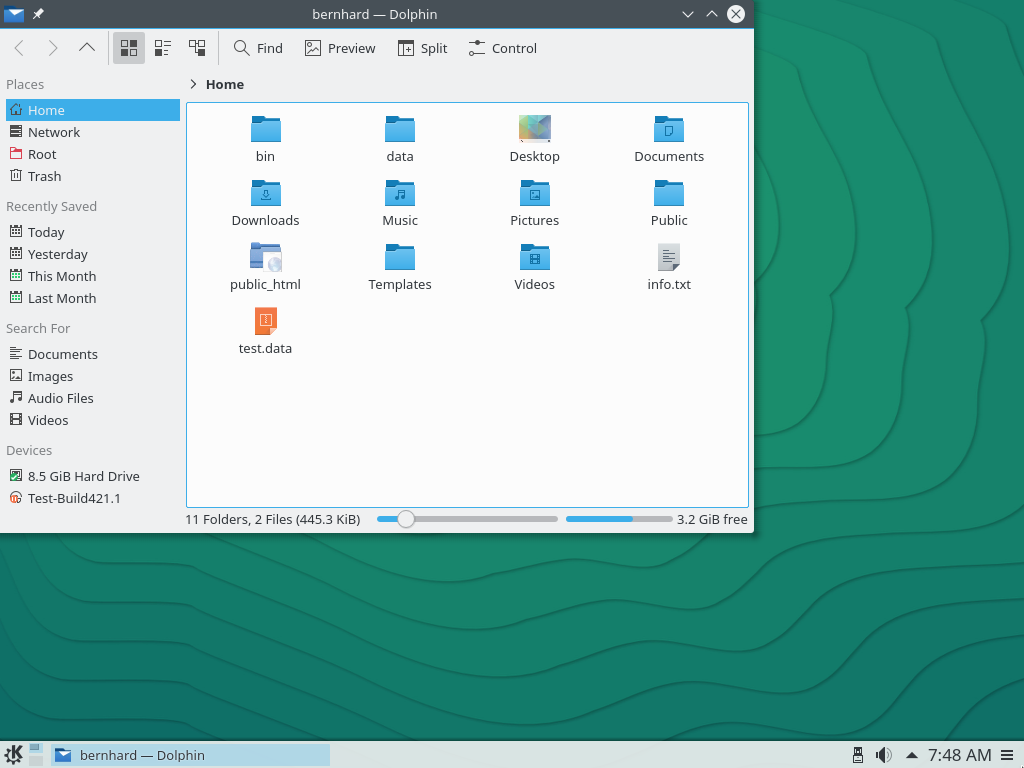 bernhard — Dolphin
Find Preview Split Control
Places
Home
Network
Root
Trash
Recently Saved
Today
Yesterday
This Month
Last Month
Search For
Documents
Images
Audio Files
Videos
Devices
8.5 GiB Hard Drive
Test-Build421.1
Home
bin data Desktop Documents
Downloads Music Pictures Public
public_html Templates Videos info.txt
test.data
11 Folders, 2 Files (445.3 KiB) 3.2 GiB free
bernhard — Dolphin 7:48 AM